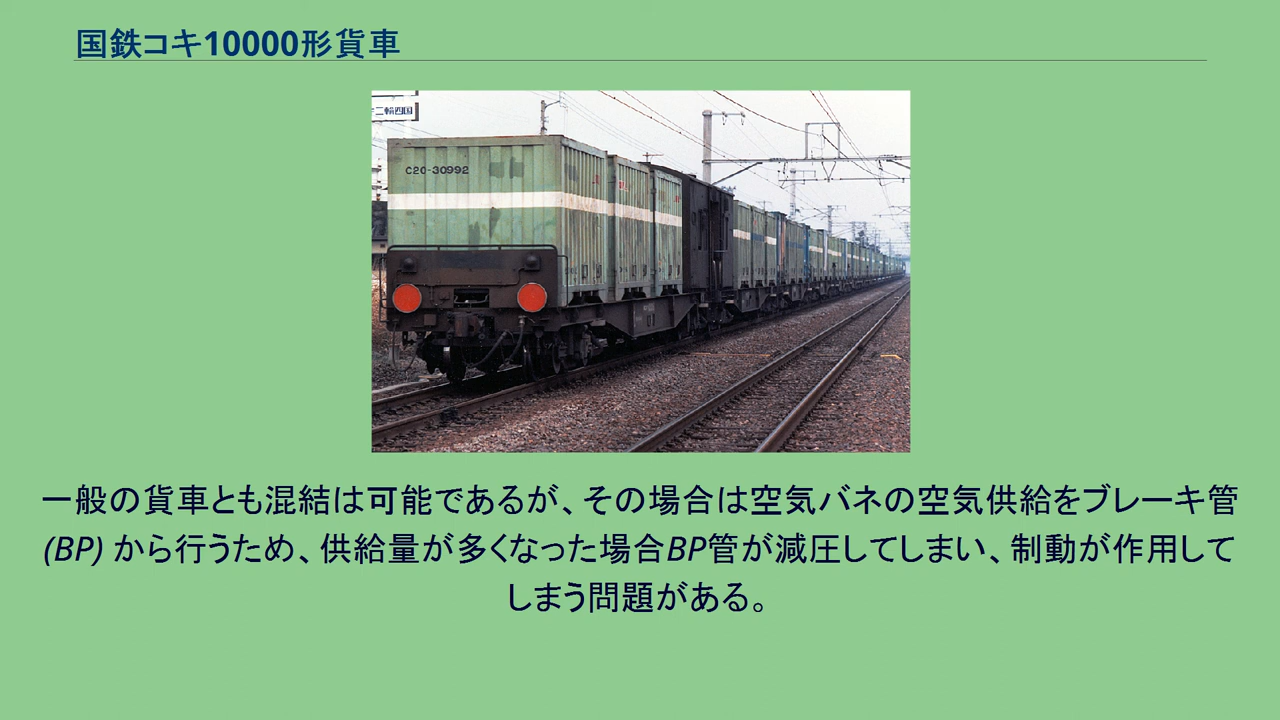 国鉄コキ10000形貨車
二輪四国
C20-30992
一般の貨車とも混結は可能であるが、その場合は空気バネの空気供給をブレーキ管
(BP) から行うため、供給量が多くなった場合BP管が減圧してしまい、制動が作用して
しまう問題がある。